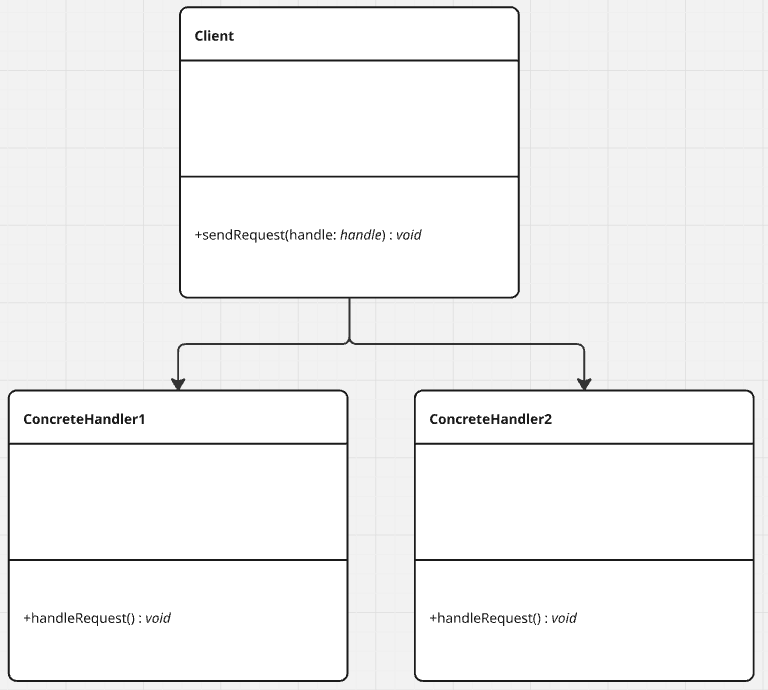 Client
+sendRequest(handle: handle) : void
ConcreteHandler1
+handleRequest() : void
ConcreteHandler2
+handleRequest() : void